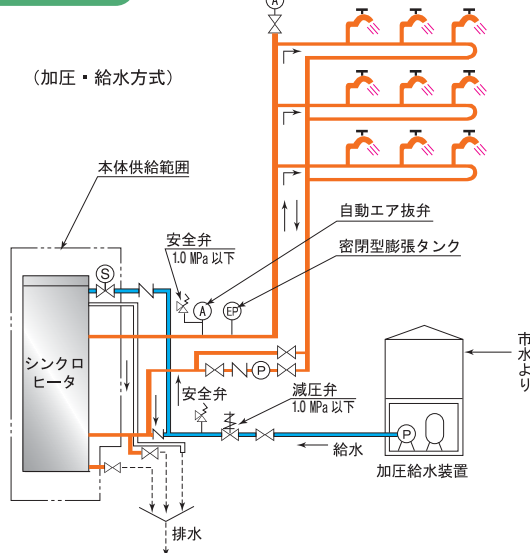 A
(加圧・給水方式)
本体供給範囲
自動エア抜弁
安全弁
1.0 MPa 以下
密閉型膨張タンク
S
A
EP
市水より
シンクロ
ヒータ
P
安全弁
減圧弁
1.0 MPa 以下
P
給水
加圧給水装置
排水